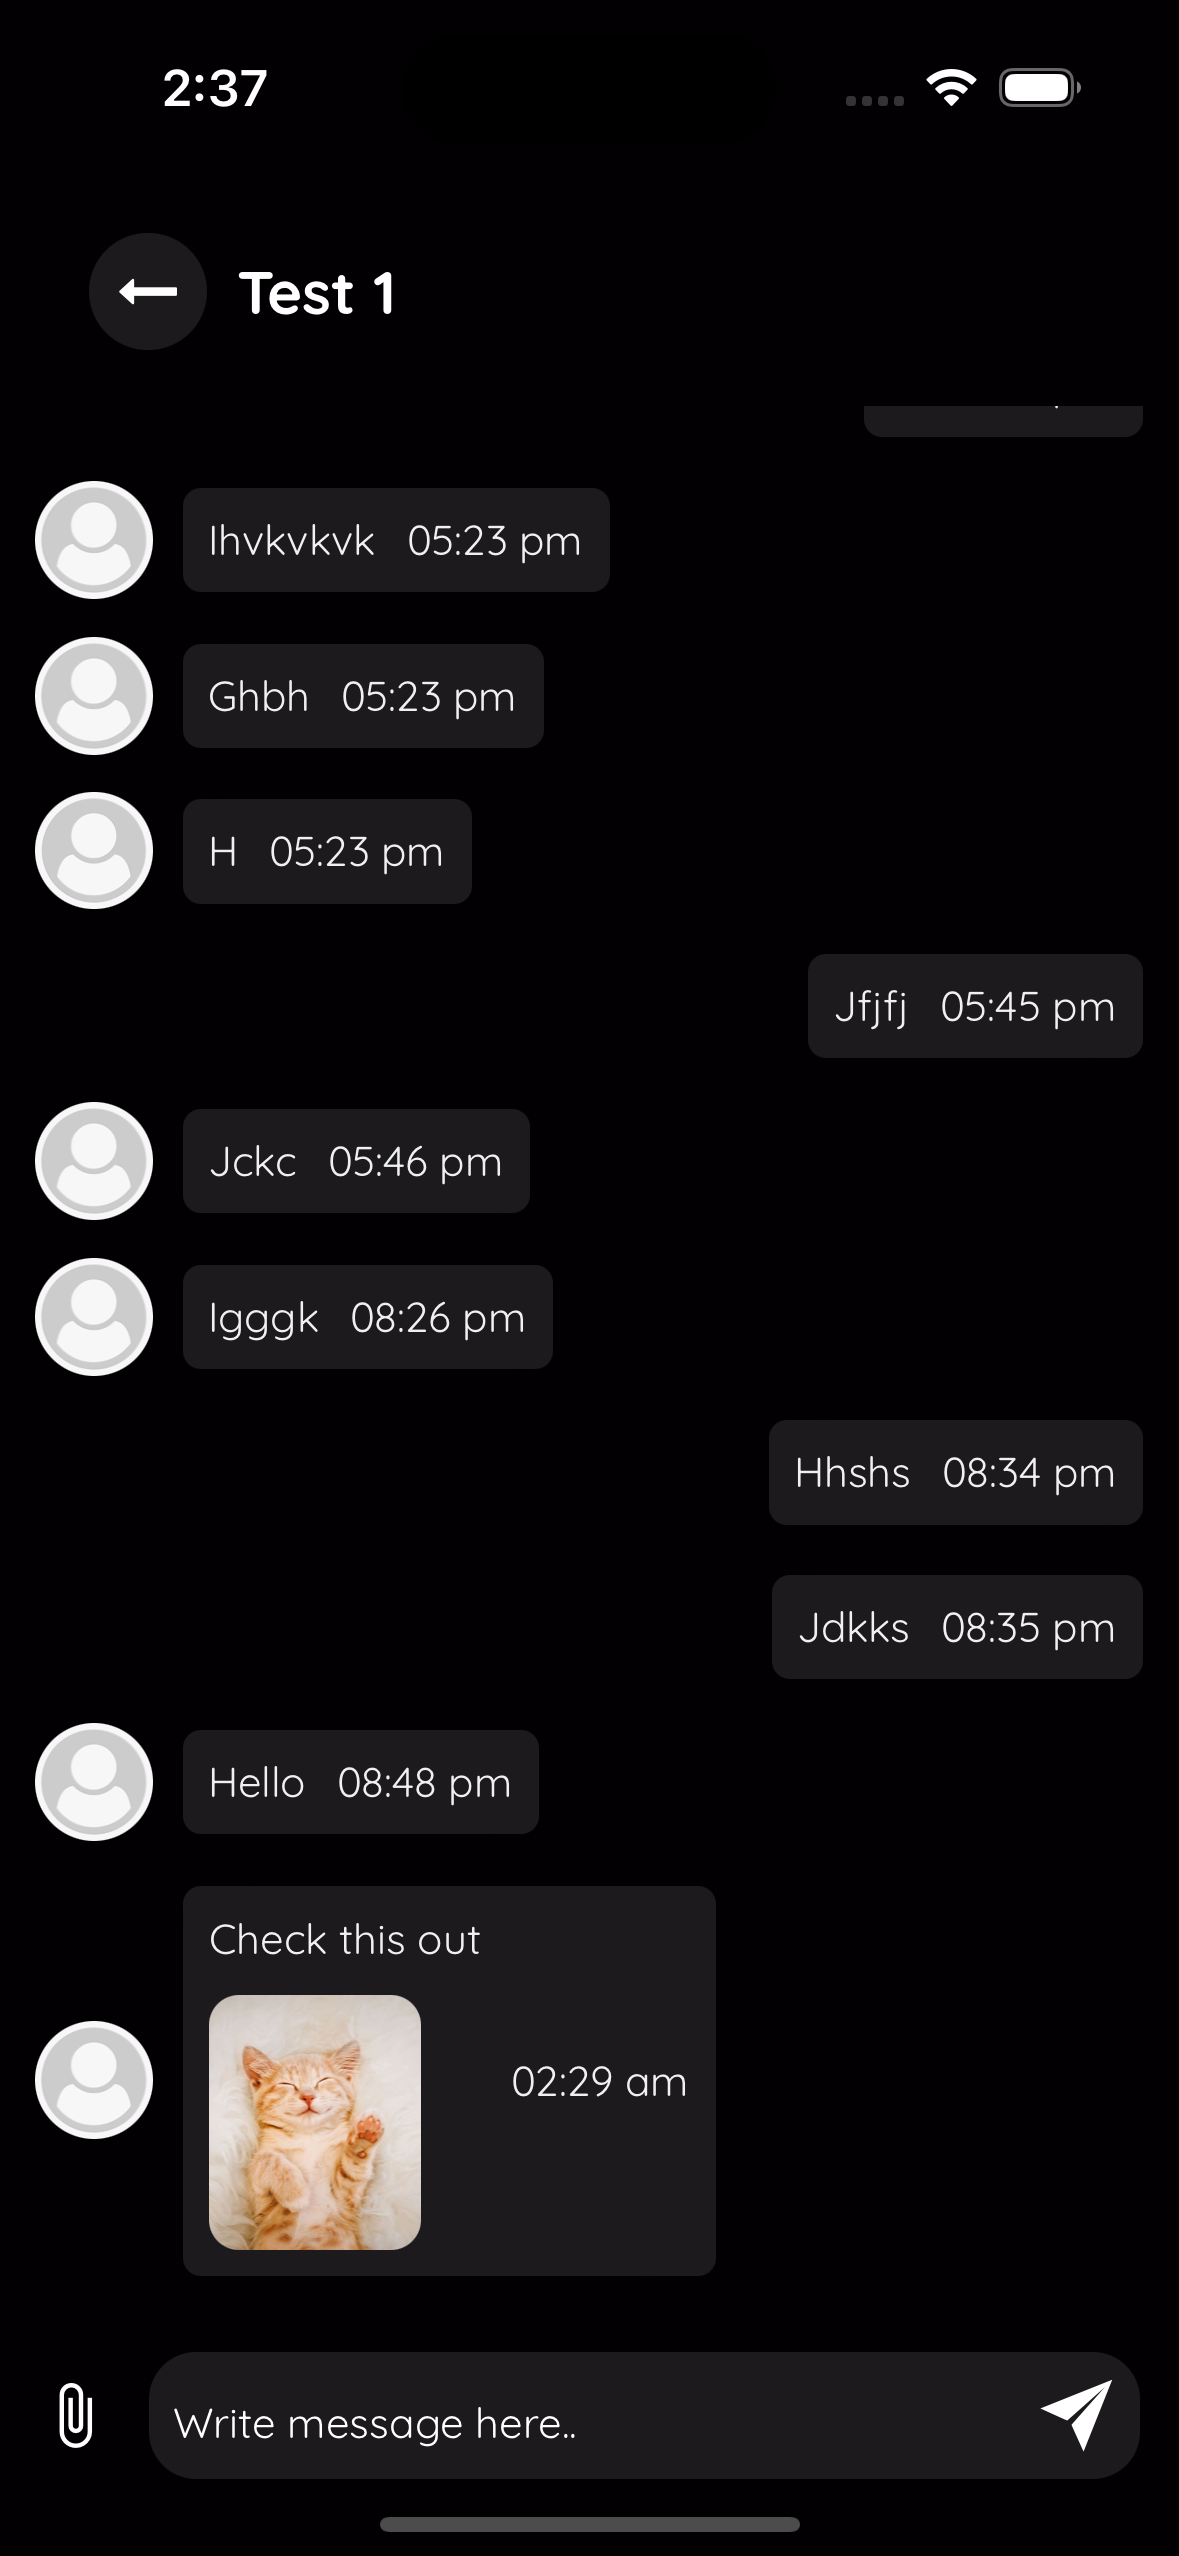 2:37
Test 1
Ihvkvkvk 05:23 pm
Ghbh 05:23 pm
H 05:23 pm
Jfjfj 05:45 pm
Jckc 05:46 pm
Igggk 08:26 pm
Hhshs 08:34 pm
Jdkks 08:35 pm
Hello 08:48 pm
Check this out
02:29 am
Write message here..